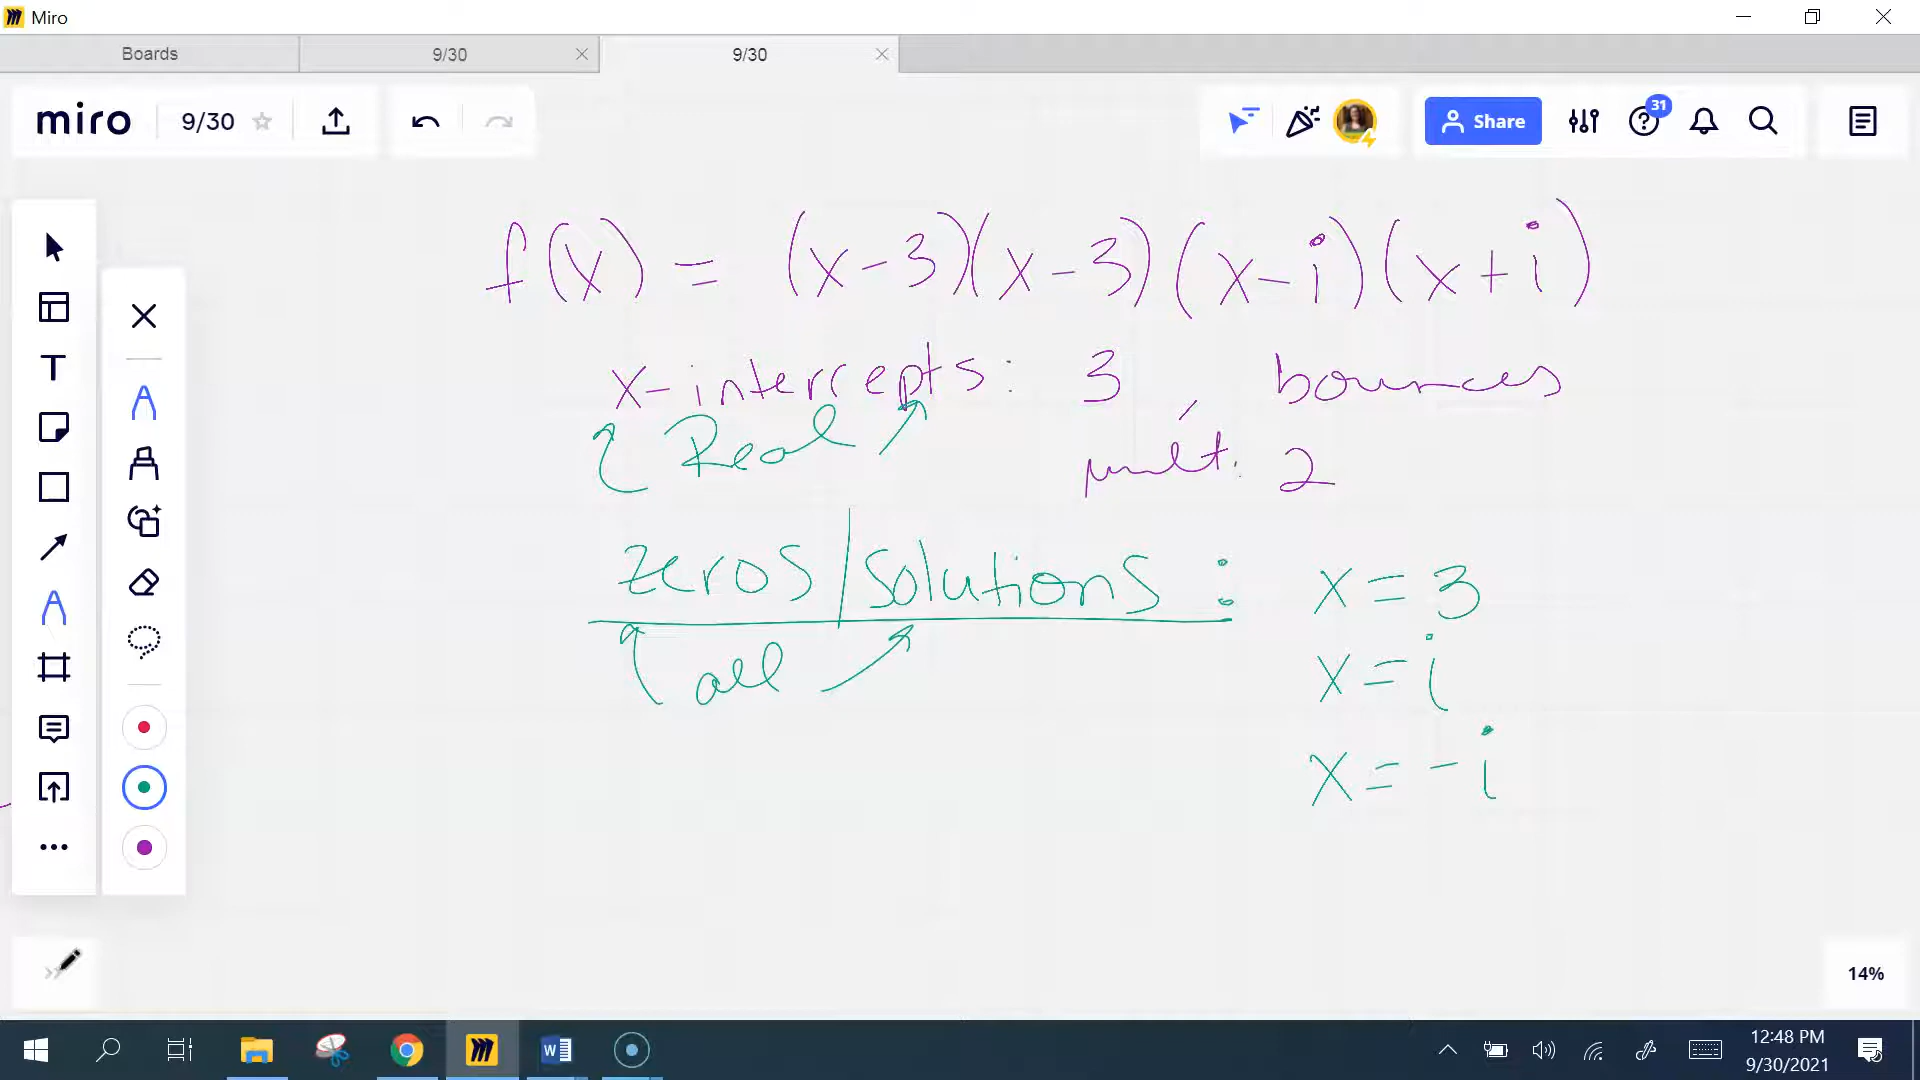 Miro
Boards 9/30 9/30
miro 9/30 Share 31
f(x) = (x-3)(x-3)(x-i)(x+i)
x-intercepts: 3, bounces
Real mult. 2
zeros/solutions: x = 3
all x = i
x = -i
14%
12:48 PM
9/30/2021